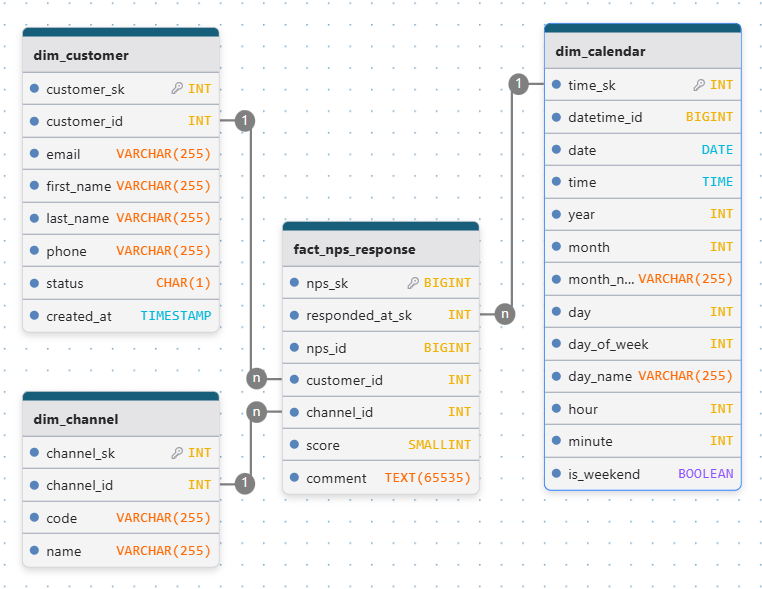 dim_customer
customer_sk INT
customer_id INT
email VARCHAR(255)
first_name VARCHAR(255)
last_name VARCHAR(255)
phone VARCHAR(255)
status CHAR(1)
created_at TIMESTAMP
1
dim_channel
channel_sk INT
channel_id INT
code VARCHAR(255)
name VARCHAR(255)
1
fact_nps_response
nps_sk BIGINT
responded_at_sk INT
n
nps_id BIGINT
n
customer_id INT
n
channel_id INT
score SMALLINT
comment TEXT(65535)
dim_calendar
1
time_sk INT
datetime_id BIGINT
date DATE
time TIME
year INT
month INT
month_n... VARCHAR(255)
day INT
day_of_week INT
day_name VARCHAR(255)
hour INT
minute INT
is_weekend BOOLEAN